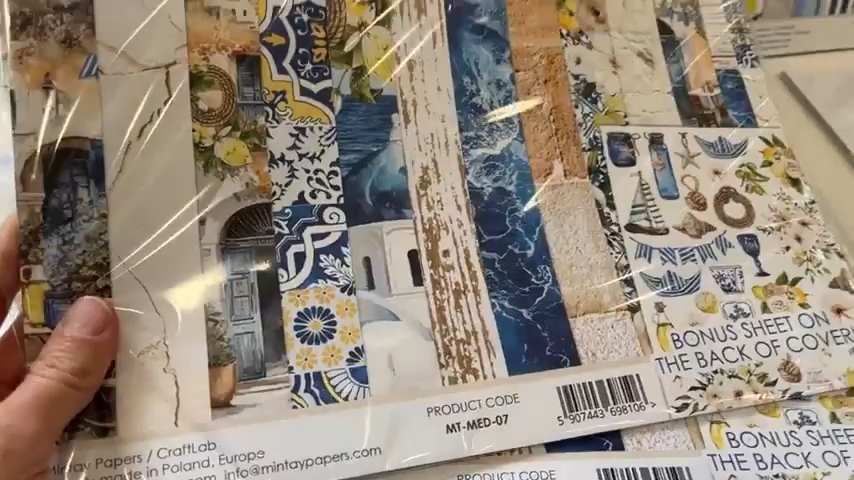 BONUS SHEET ON
THE BACK OF COVER
PRODUCT CODE
MT-MED-07
5 907443 698106 >
Mintay Papers / CraftLab
made in Poland, Europe
info@mintaypapers.com
BONUS SHEE
THE BACK OF
PRODUCT CODE